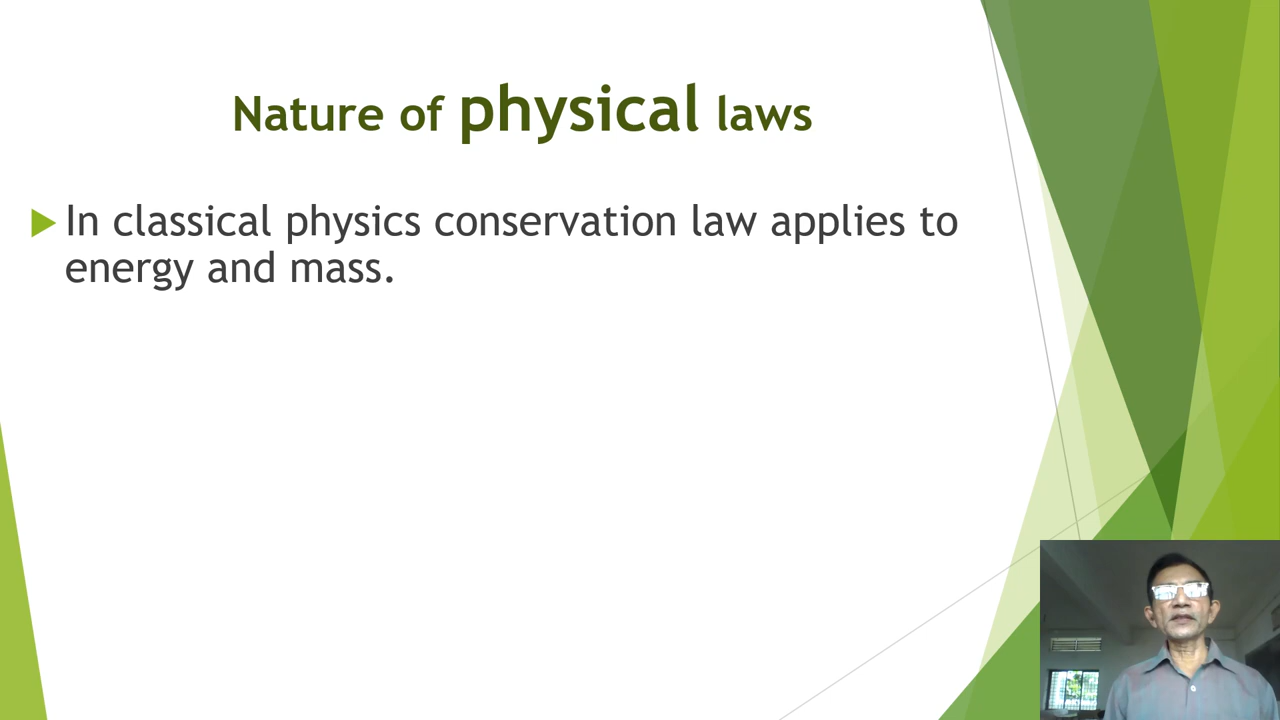 Nature of physical laws
In classical physics conservation law applies to
energy and mass.